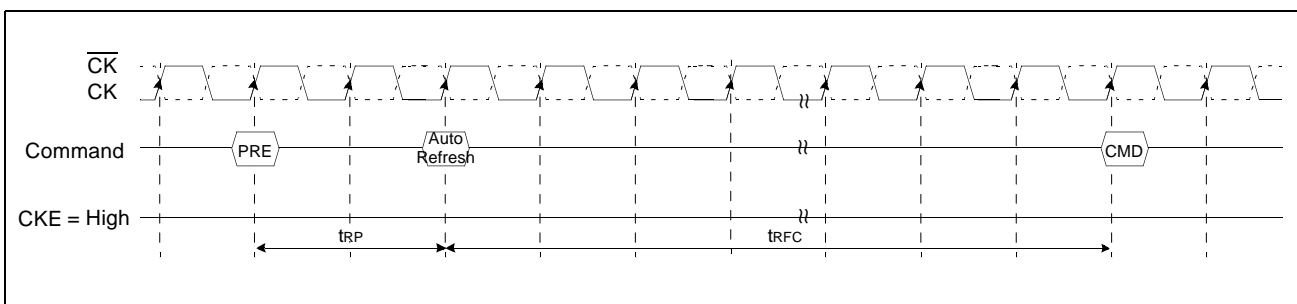 CK
CK
Command
PRE
Auto
Refresh
CMD
CKE = High
tRP
tRFC